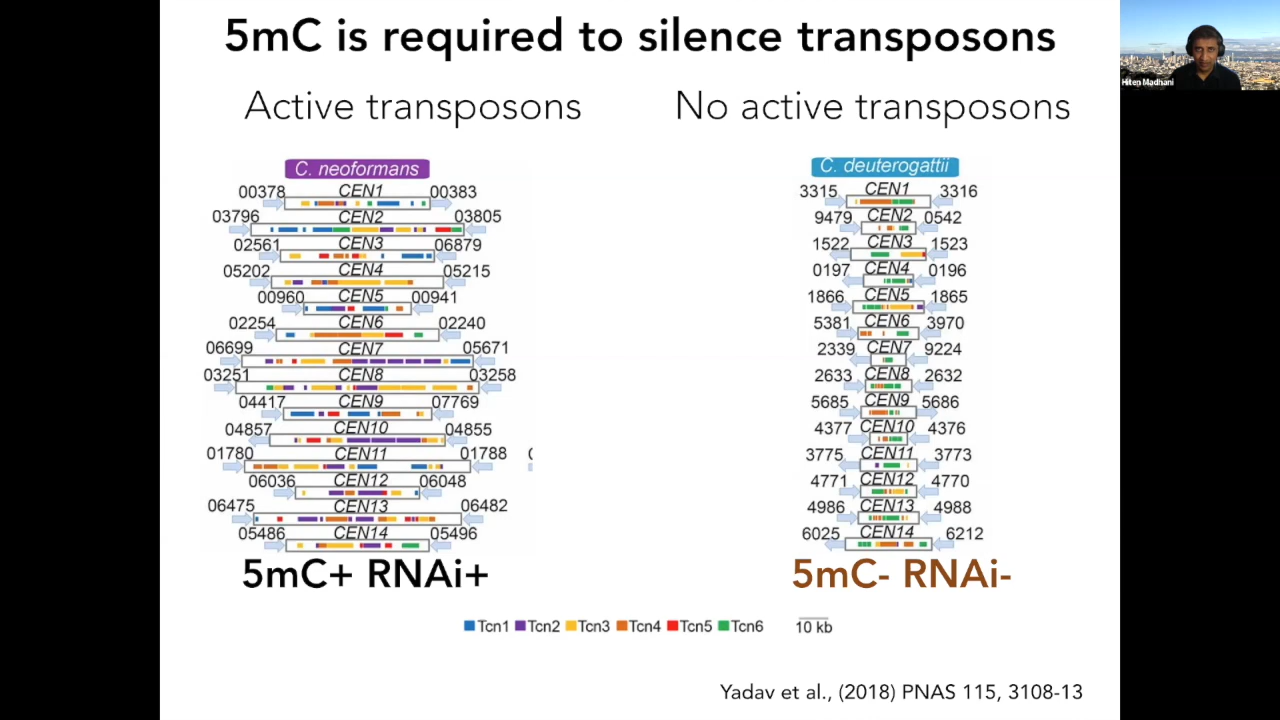 5mC is required to silence transposons
Hiten Madhani
Active transposons
No active transposons
C. neoformans
00378 CEN1 00383
03796 CEN2 03805
02561 CEN3 06879
05202 CEN4 05215
00960 CEN5 00941
02254 CEN6 02240
06699 CEN7 05671
03251 CEN8 03258
04417 CEN9 07769
04857 CEN10 04855
01780 CEN11 01788
06036 CEN12 06048
06475 CEN13 06482
05486 CEN14 05496
5mC+ RNAi+
C. deuterogattii
3315 CEN1 3316
9479 CEN2 0542
1522 CEN3 1523
0197 CEN4 0196
1866 CEN5 1865
5381 CEN6 3970
2339 CEN7 9224
2633 CEN8 2632
5685 CEN9 5686
4377 CEN10 4376
3775 CEN11 3773
4771 CEN12 4770
4986 CEN13 4988
6025 CEN14 6212
5mC- RNAi-
Tcn1 Tcn2 Tcn3 Tcn4 Tcn5 Tcn6 10 kb
Yadav et al., (2018) PNAS 115, 3108-13